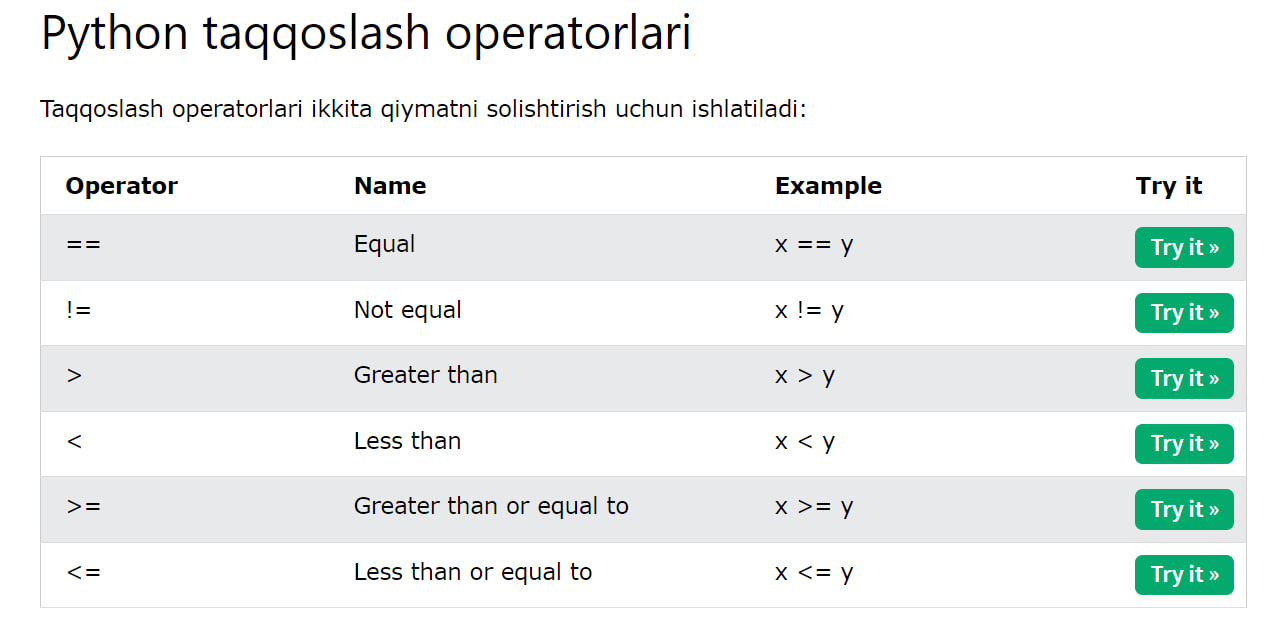 Python taqqoslash operatorlari
Taqqoslash operatorlari ikkita qiymatni solishtirish uchun ishlatiladi:
Operator Name Example Try it
== Equal x == y Try it »
!= Not equal x != y Try it »
> Greater than x > y Try it »
< Less than x < y Try it »
>= Greater than or equal to x >= y Try it »
<= Less than or equal to x <= y Try it »